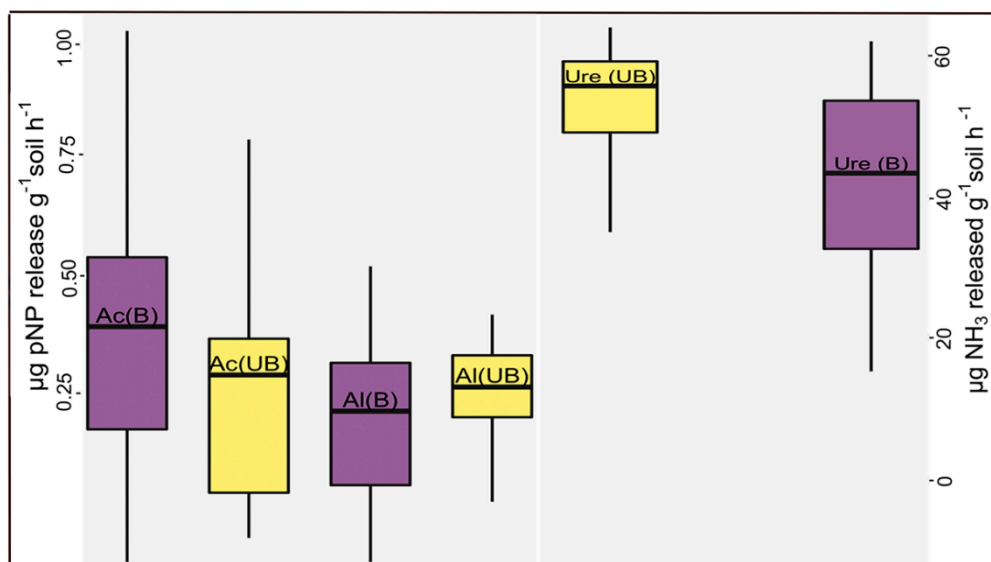 µg pNP release g⁻¹soil h⁻¹
1.00
0.75
0.50
0.25
Ac(B)
Ac(UB)
Al(B)
Al(UB)
Ure (UB)
Ure (B)
60
40
20
0
µg NH₃ released g⁻¹soil h⁻¹